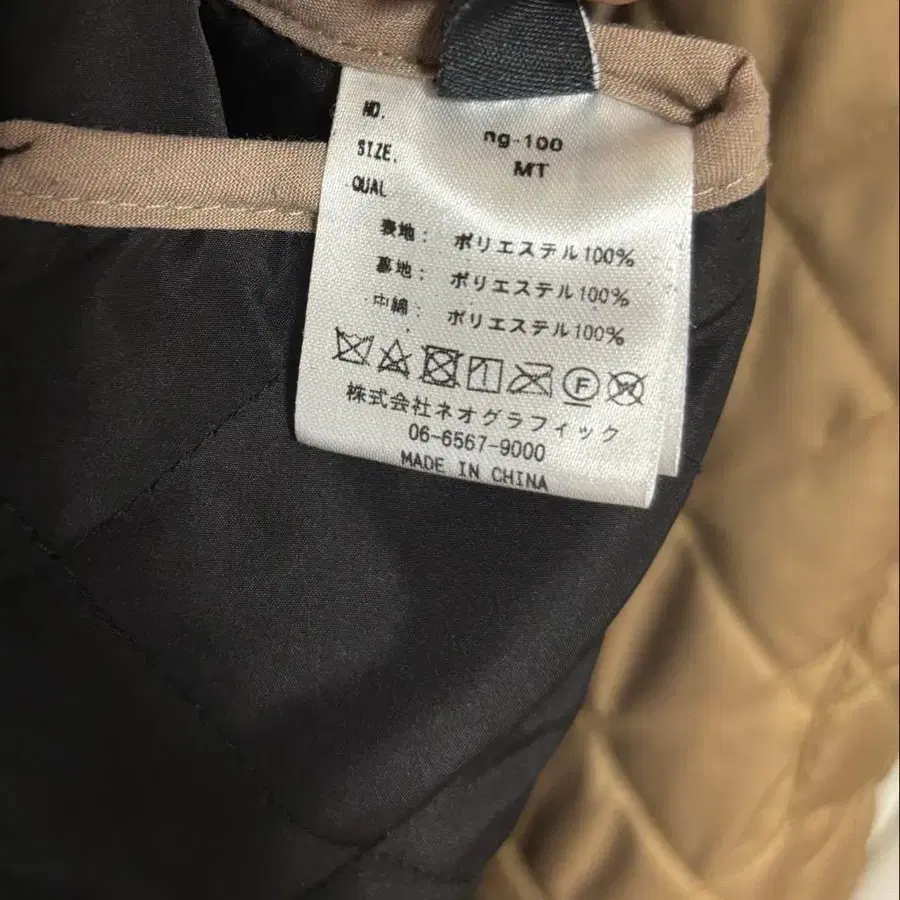 NO. ng-100
SIZE. MT
QUAL
表地: ポリエステル100%
裏地: ポリエステル100%
中綿: ポリエステル100%
F W
株式会社ネオグラフィック
06-6567-9000
MADE IN CHINA